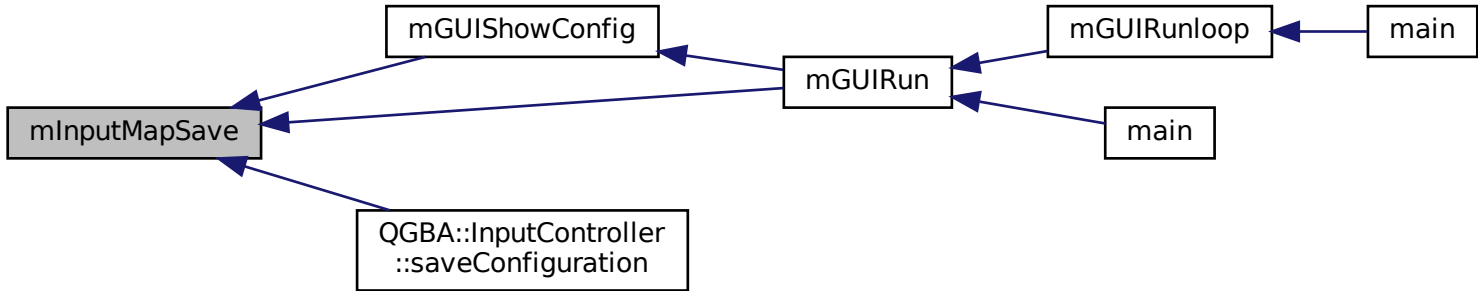 mInputMapSave
mGUIShowConfig
mGUIRun
mGUIRunloop
main
main
QGBA::InputController
::saveConfiguration